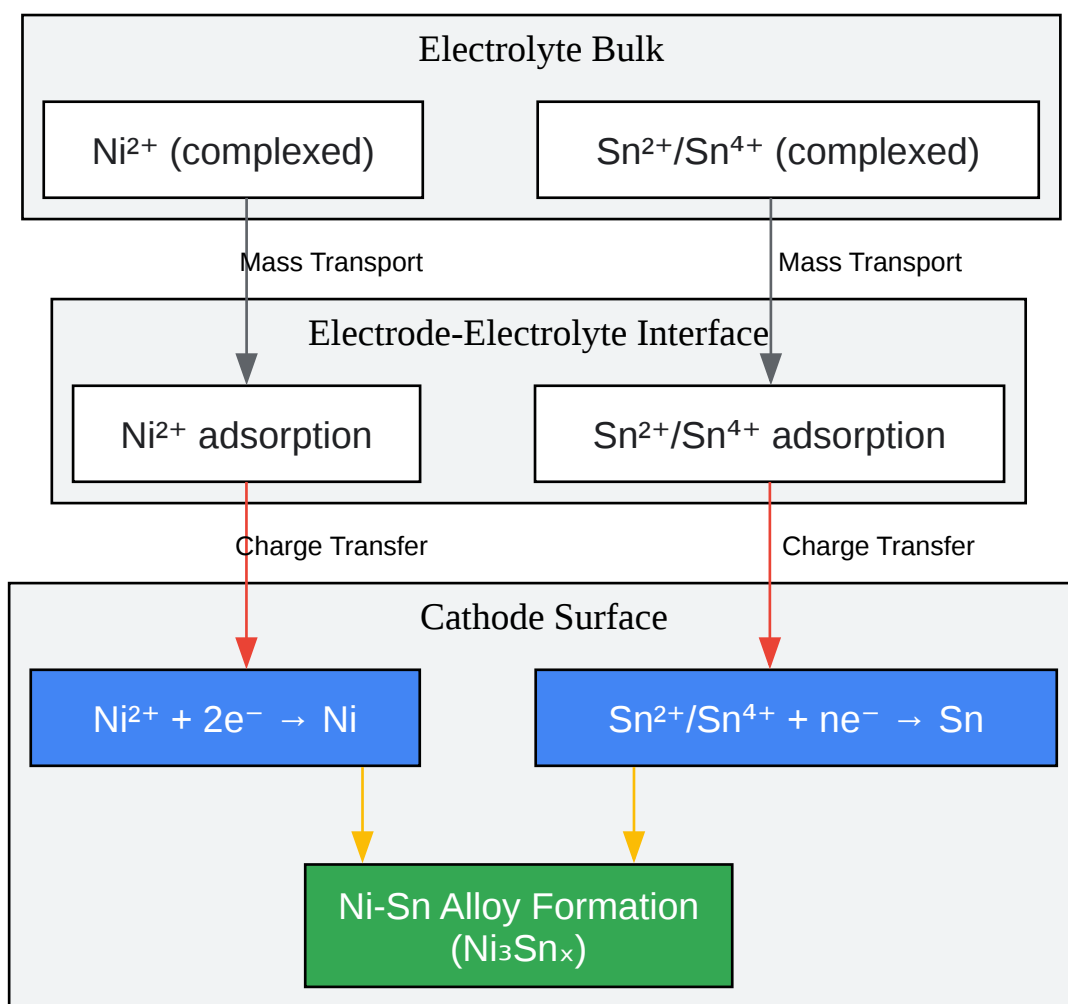 Electrolyte Bulk
Ni²⁺ (complexed)
Sn²⁺/Sn⁴⁺ (complexed)
Mass Transport
Mass Transport
Electrode-Electrolyte Interface
Ni²⁺ adsorption
Sn²⁺/Sn⁴⁺ adsorption
Charge Transfer
Charge Transfer
Cathode Surface
Ni²⁺ + 2e⁻ → Ni
Sn²⁺/Sn⁴⁺ + ne⁻ → Sn
Ni-Sn Alloy Formation
(Ni₃Snₓ)